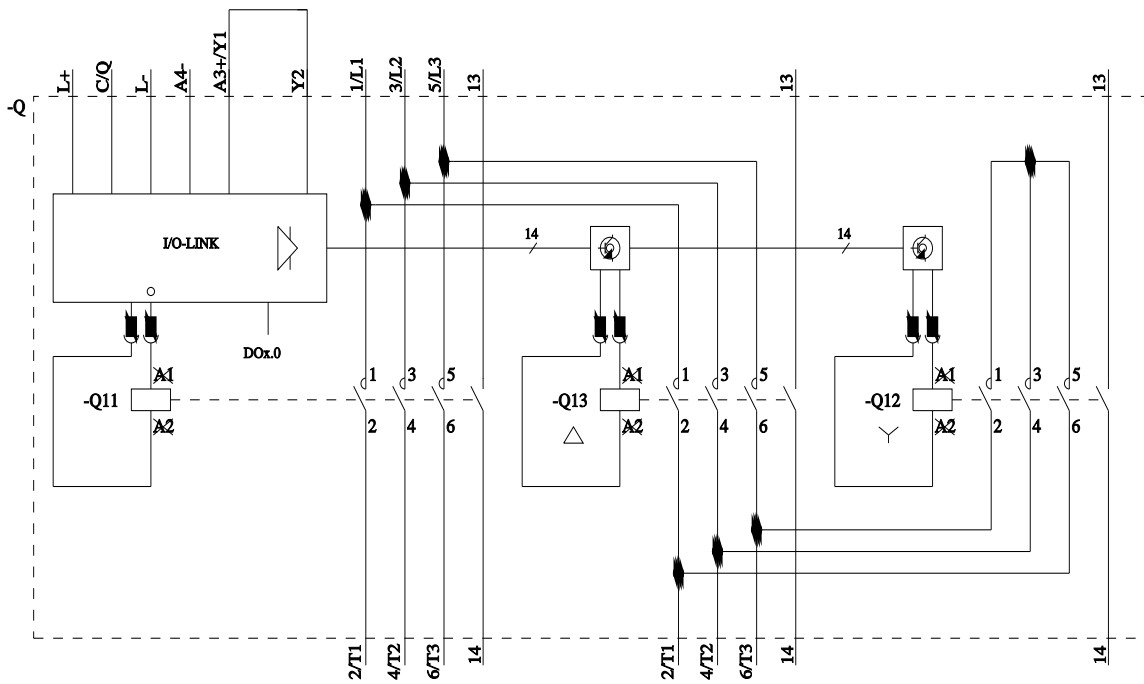 L+
C/Q
L-
A4-
A3+/Y1
Y2
1/L1
3/L2
5/L3
13
13
13
-Q
I/O-LINK
14
14
DOx.0
A1
1
3
5
A1
1
3
5
A1
1
3
5
-Q11
-Q13
-Q12
A2
2
4
6
A2
2
4
6
A2
2
4
6
2/T1
4/T2
6/T3
14
2/T1
4/T2
6/T3
14
14